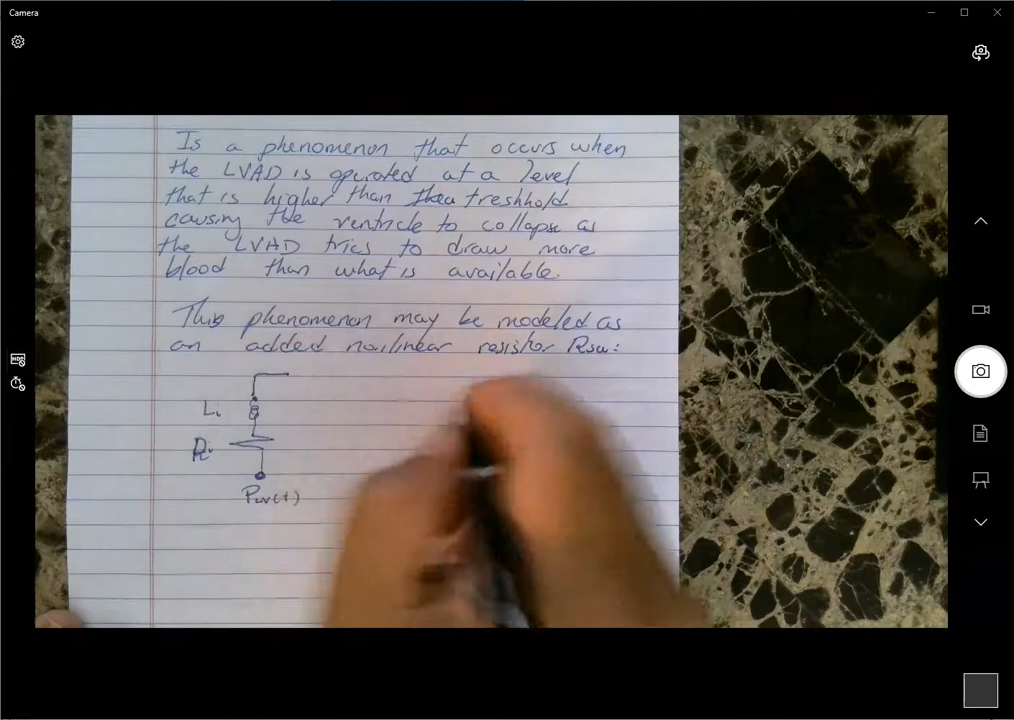 Camera
Is a phenomenon that occurs when
the LVAD is operated at a level
that is higher than a treshhold
causing the ventricle to collapse as
the LVAD tries to draw more
blood than what is available.
This phenomenon may be modeled as
an added nonlinear resistor Rsu:
Li
Ri
PLV(t)